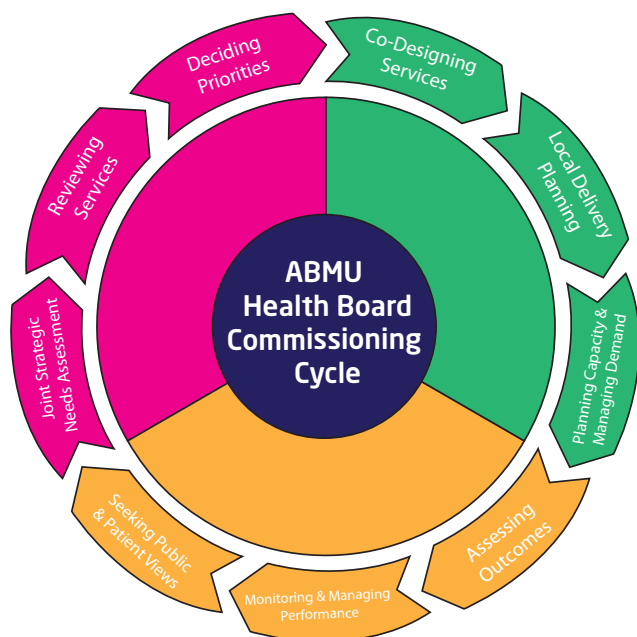 ABMU
Health Board
Commissioning
Cycle
Co-Designing
Services
Local Delivery
Planning
Planning Capacity &
Managing Demand
Assessing
Outcomes
Monitoring & Managing
Performance
Seeking Public
& Patient Views
Joint Strategic
Needs Assessment
Reviewing
Services
Deciding
Priorities